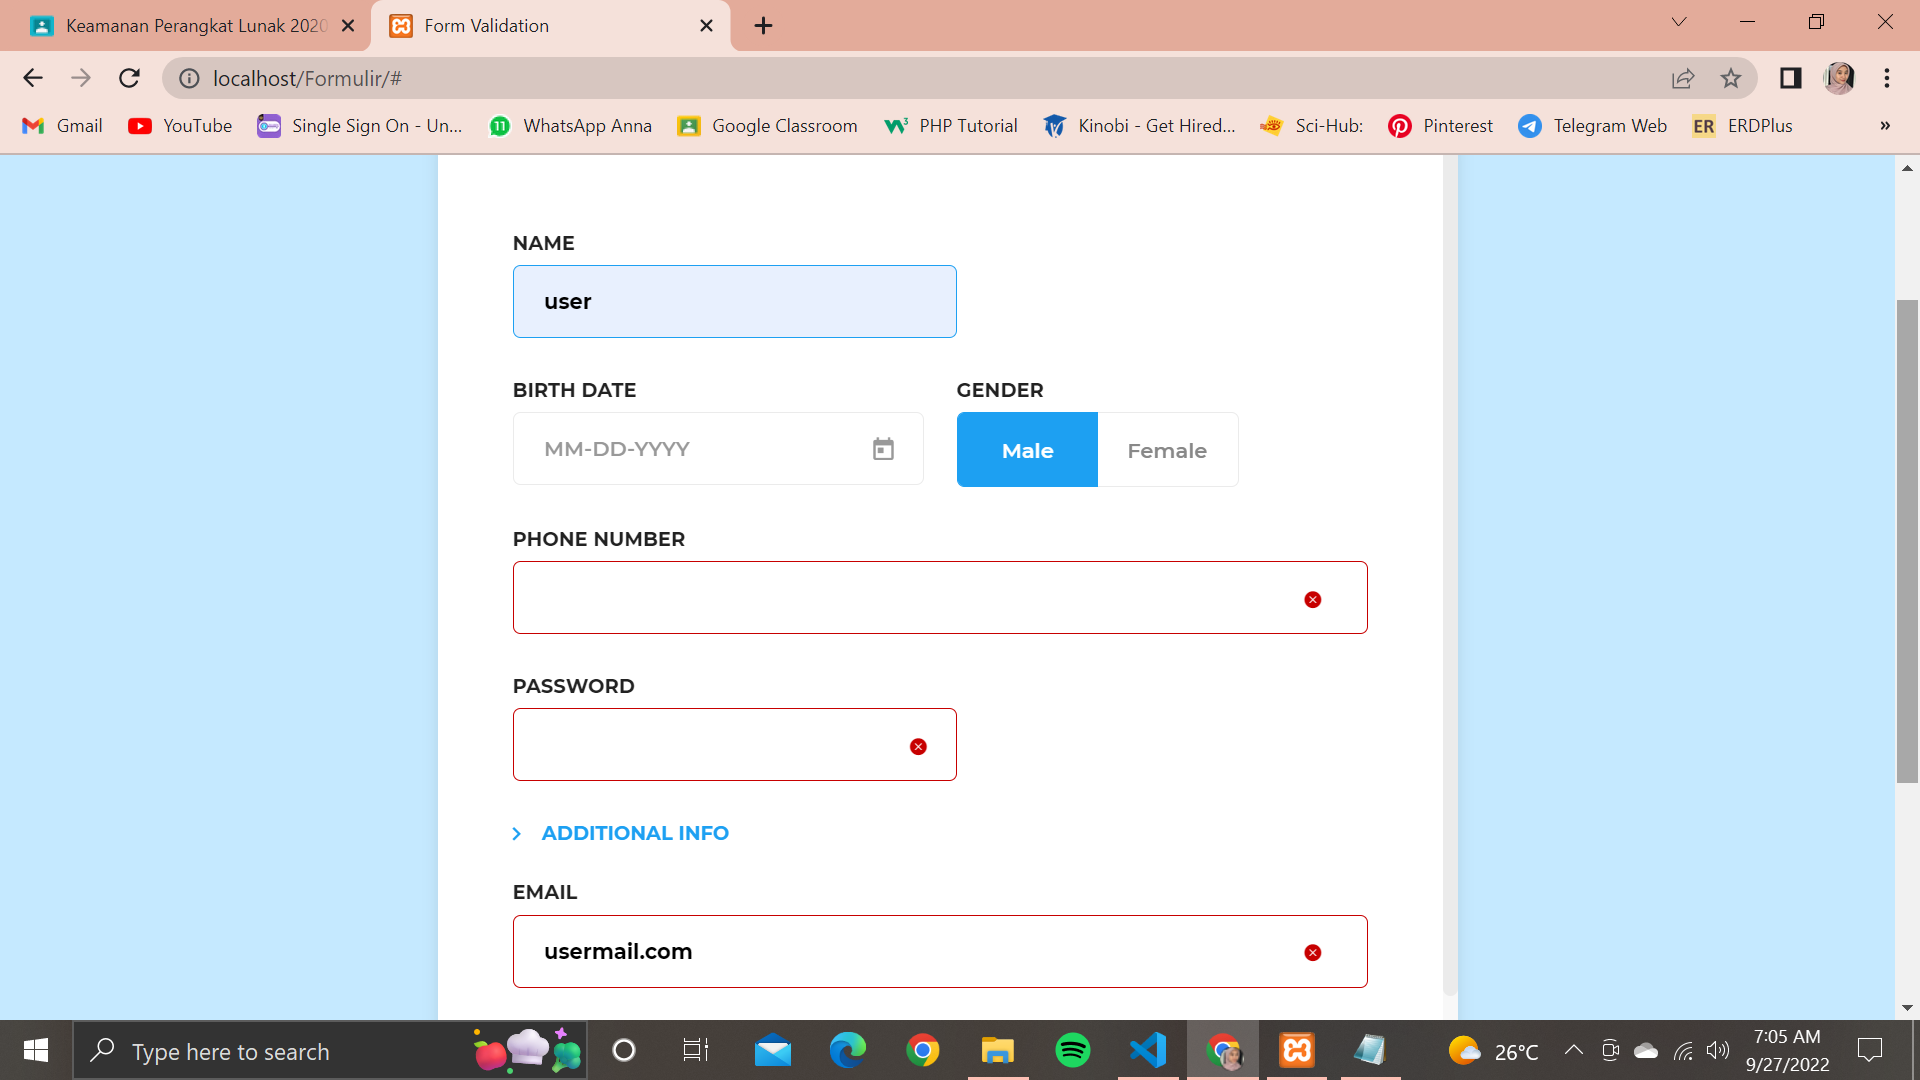 Keamanan Perangkat Lunak 2020
Form Validation
localhost/Formulir/#
Gmail
YouTube
Single Sign On - Un...
11
WhatsApp Anna
Google Classroom
PHP Tutorial
Kinobi - Get Hired...
Sci-Hub:
Pinterest
Telegram Web
ER
ERDPlus
»
NAME
user
BIRTH DATE
GENDER
MM-DD-YYYY
Male
Female
PHONE NUMBER
PASSWORD
ADDITIONAL INFO
EMAIL
usermail.com
Type here to search
26°C
7:05 AM
9/27/2022